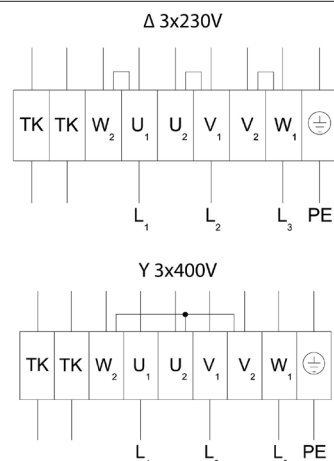 Δ 3x230V
TK TK W₂ U₁ U₂ V₁ V₂ W₁
L₁ L₂ L₃ PE
Y 3x400V
TK TK W₂ U₁ U₂ V₁ V₂ W₁
L L L PE